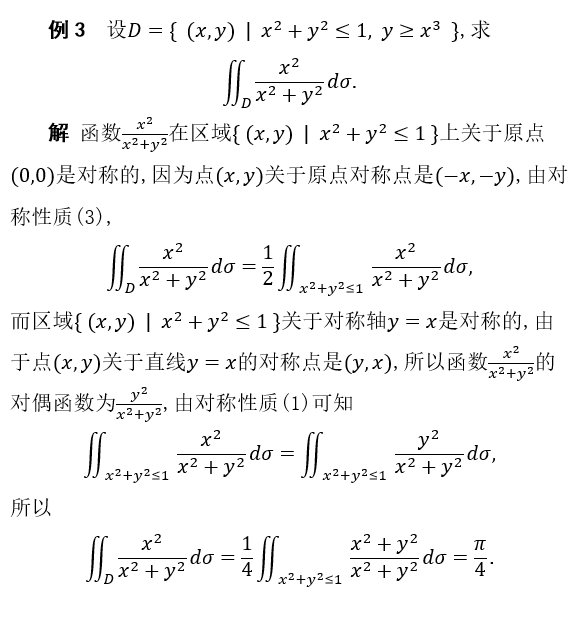 例 3 设D = { (x,y) | x² + y² ≤ 1, y ≥ x³ },求
∬_D x²/(x² + y²) dσ.
解 函数 x²/(x²+y²) 在区域{ (x,y) | x² + y² ≤ 1 }上关于原点
(0,0)是对称的,因为点(x,y)关于原点对称点是(−x,−y),由对
称性质(3),
∬_D x²/(x² + y²) dσ = 1/2 ∬_{x²+y²≤1} x²/(x² + y²) dσ,
而区域{ (x,y) | x² + y² ≤ 1 }关于对称轴y = x是对称的,由
于点(x,y)关于直线y = x的对称点是(y,x),所以函数 x²/(x²+y²) 的
对偶函数为 y²/(x²+y²),由对称性质(1)可知
∬_{x²+y²≤1} x²/(x² + y²) dσ = ∬_{x²+y²≤1} y²/(x² + y²) dσ,
所以
∬_D x²/(x² + y²) dσ = 1/4 ∬_{x²+y²≤1} (x² + y²)/(x² + y²) dσ = π/4.